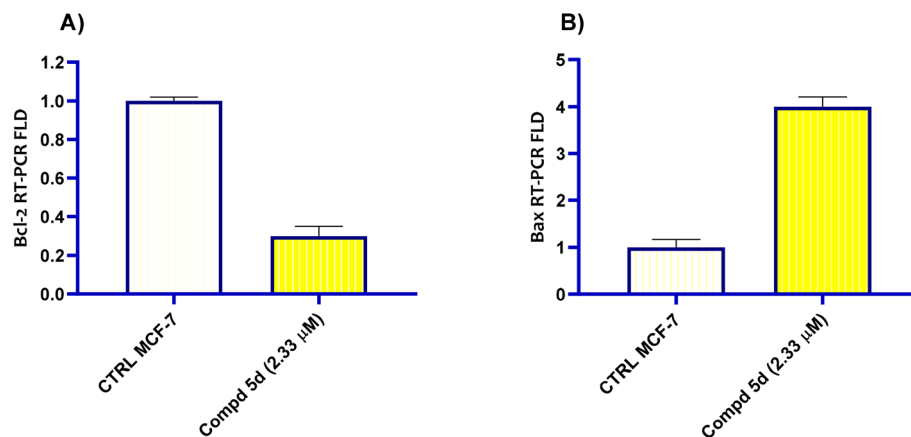 A)
Bcl-2 RT-PCR FLD
1.2
1.0
0.8
0.6
0.4
0.2
0.0
CTRL MCF-7
Compd 5d (2.33 μM)
B)
Bax RT-PCR FLD
5
4
3
2
1
0
CTRL MCF-7
Compd 5d (2.33 μM)